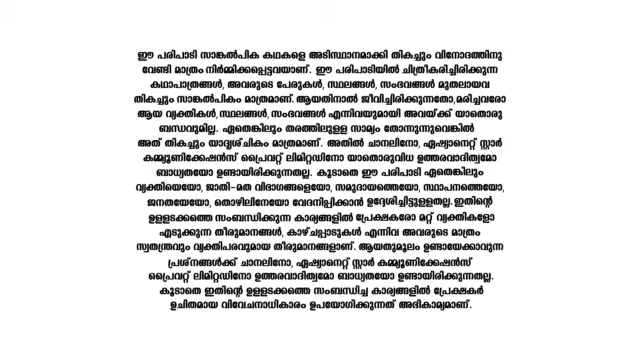 ഈ പരിപാടി സാങ്കൽപിക കഥകളെ അടിസ്ഥാനമാക്കി തികച്ചും വിനോദത്തിനു
വേണ്ടി മാത്രം നിർമ്മിക്കപ്പെട്ടവയാണ്. ഈ പരിപാടിയിൽ ചിത്രീകരിച്ചിരിക്കുന്ന
കഥാപാത്രങ്ങൾ, അവരുടെ പേരുകൾ, സ്ഥലങ്ങൾ, സംഭവങ്ങൾ മുതലായവ
തികച്ചും സാങ്കൽപികം മാത്രമാണ്. ആയതിനാൽ ജീവിച്ചിരിക്കുന്നതോ,മരിച്ചവരോ
ആയ വ്യക്തികൾ,സ്ഥലങ്ങൾ,സംഭവങ്ങൾ എന്നിവയുമായി അവയ്ക്ക് യാതൊരു
ബന്ധവുമില്ല. ഏതെങ്കിലും തരത്തിലുളള സാമ്യം തോന്നുന്നുവെങ്കിൽ
അത് തികച്ചും യാദൃശ്ചികം മാത്രമാണ്. അതിൽ ചാനലിനോ, ഏഷ്യാനെറ്റ് സ്റ്റാർ
കമ്മ്യൂണിക്കേഷൻസ് പ്രൈവറ്റ് ലിമിറ്റഡിനോ യാതൊരുവിധ ഉത്തരവാദിത്വമോ
ബാധ്യതയോ ഉണ്ടായിരിക്കുന്നതല്ല. കൂടാതെ ഈ പരിപാടി ഏതെങ്കിലും
വ്യക്തിയെയോ, ജാതി-മത വിഭാഗങ്ങളെയോ, സമുദായത്തെയോ, സ്ഥാപനത്തെയോ,
ജനതയേയോ, തൊഴിലിനേയോ വേദനിപ്പിക്കാൻ ഉദ്ദേശിച്ചിട്ടുളളതല്ല.ഇതിന്റെ
ഉളളടക്കത്തെ സംബന്ധിക്കുന്ന കാര്യങ്ങളിൽ പ്രേക്ഷകരോ മറ്റ് വ്യക്തികളോ
എടുക്കുന്ന തീരുമാനങ്ങൾ, കാഴ്ചപ്പാടുകൾ എന്നിവ അവരുടെ മാത്രം
സ്വതന്ത്രവും വ്യക്തിപരവുമായ തീരുമാനങ്ങളാണ്. ആയതുമൂലം ഉണ്ടായേക്കാവുന്ന
പ്രശ്നങ്ങൾക്ക് ചാനലിനോ, ഏഷ്യാനെറ്റ് സ്റ്റാർ കമ്മ്യൂണിക്കേഷൻസ്
പ്രൈവറ്റ് ലിമിറ്റഡിനോ ഉത്തരവാദിത്വമോ ബാധ്യതയോ ഉണ്ടായിരിക്കുന്നതല്ല.
കൂടാതെ ഇതിന്റെ ഉളളടക്കത്തെ സംബന്ധിച്ച കാര്യങ്ങളിൽ പ്രേക്ഷകർ
ഉചിതമായ വിവേചനാധികാരം ഉപയോഗിക്കുന്നത് അഭികാമ്യമാണ്.